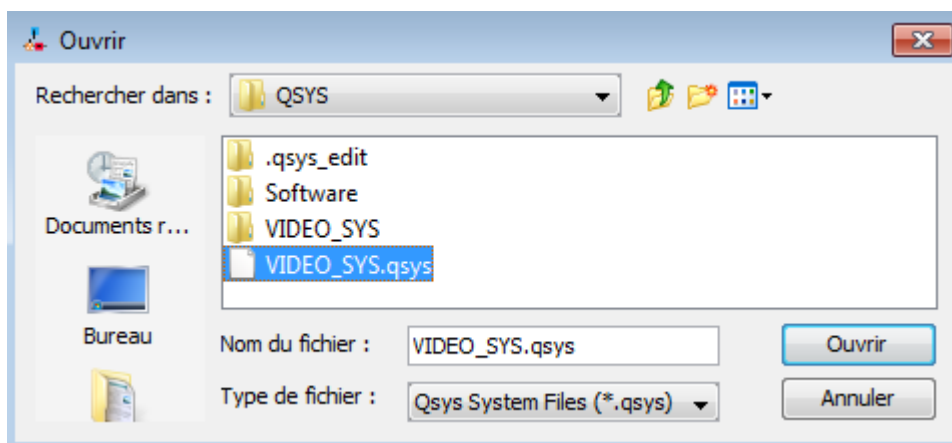 Ouvrir
Rechercher dans :
QSYS
.qsys_edit
Software
VIDEO_SYS
VIDEO_SYS.qsys
Documents r...
Bureau
Nom du fichier :
VIDEO_SYS.qsys
Ouvrir
Type de fichier :
Qsys System Files (*.qsys)
Annuler